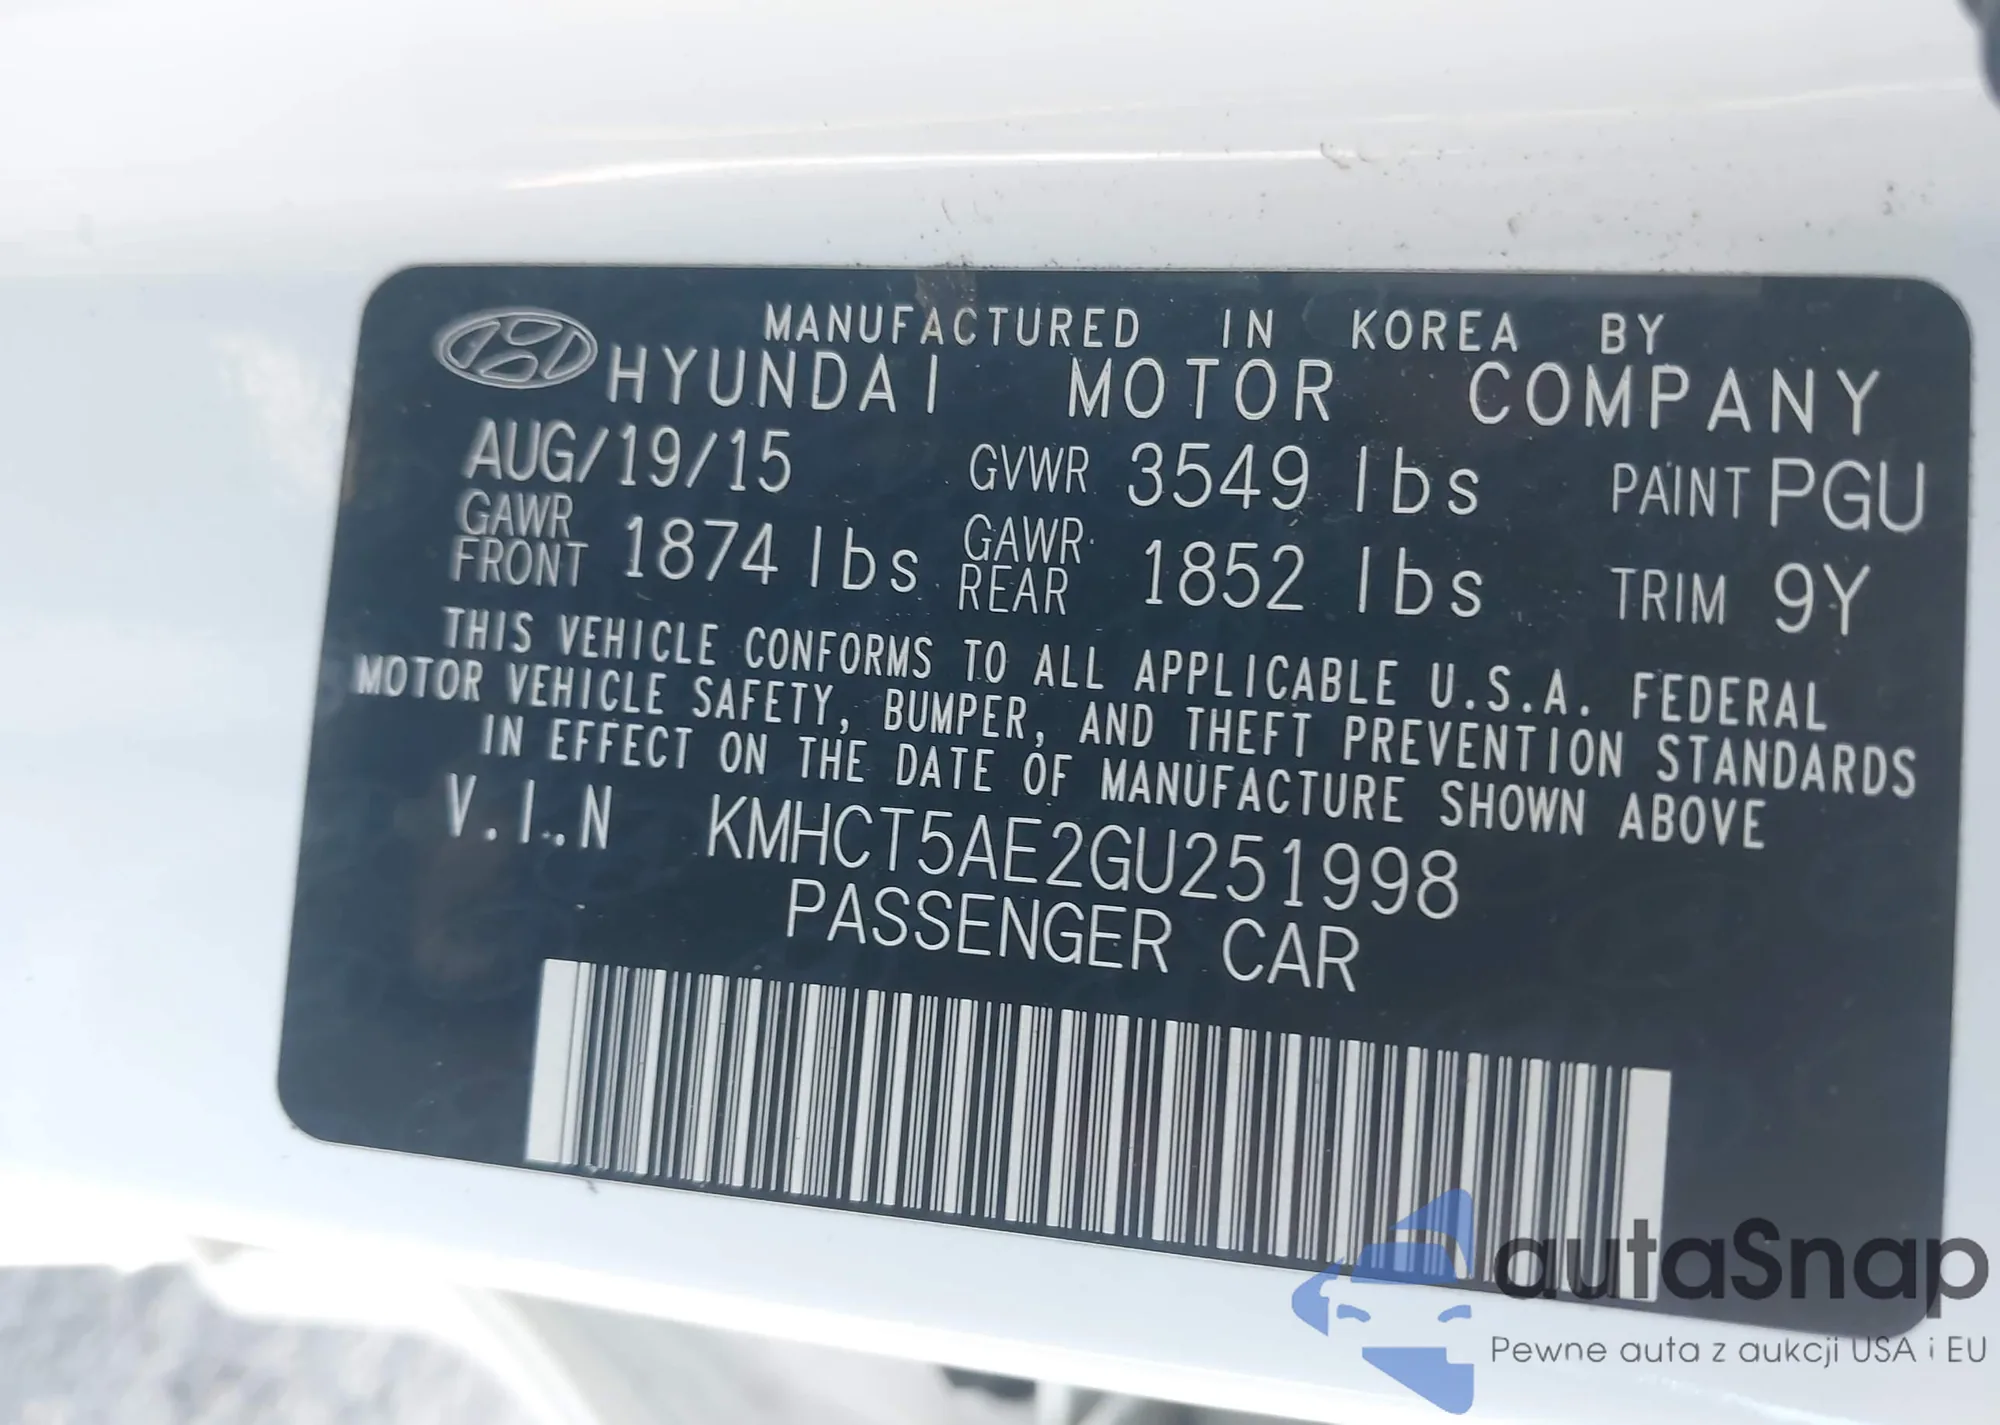 MANUFACTURED IN KOREA BY
HYUNDAI MOTOR COMPANY
AUG/19/15 GVWR 3549 lbs PAINT PGU
GAWR FRONT 1874 lbs GAWR REAR 1852 lbs TRIM 9Y
THIS VEHICLE CONFORMS TO ALL APPLICABLE U.S.A. FEDERAL
MOTOR VEHICLE SAFETY, BUMPER, AND THEFT PREVENTION STANDARDS
IN EFFECT ON THE DATE OF MANUFACTURE SHOWN ABOVE
V.I.N KMHCT5AE2GU251998
PASSENGER CAR
autaSnap
Pewne auta z aukcji USA i EU